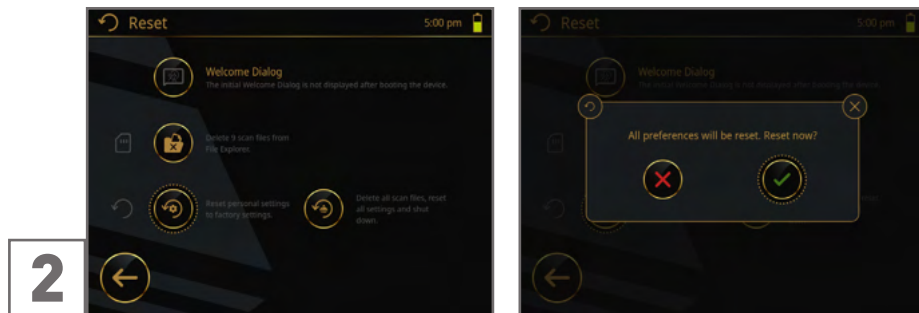 2
Reset
5:00 pm
Welcome Dialog
The initial Welcome Dialog is not displayed after booting the device.
Delete 9 scan files from
File Explorer.
Reset personal settings
to factory settings.
Delete all scan files, reset
all settings and shut
down.
Reset
5:00 pm
Welcome Dialog
The initial Welcome Dialog is not displayed after booting the device.
All preferences will be reset. Reset now?